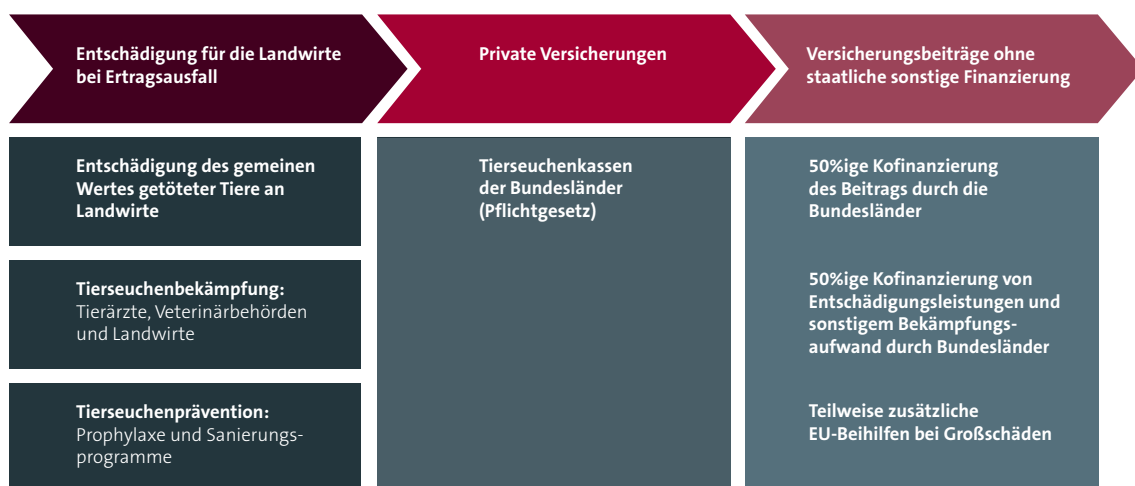 Entschädigung für die Landwirte
bei Ertragsausfall
Private Versicherungen
Versicherungsbeiträge ohne
staatliche sonstige Finanzierung
Entschädigung des gemeinen
Wertes getöteter Tiere an
Landwirte
Tierseuchenbekämpfung:
Tierärzte, Veterinärbehörden
und Landwirte
Tierseuchenprävention:
Prophylaxe und Sanierungs-
programme
Tierseuchenkassen
der Bundesländer
(Pflichtgesetz)
50%ige Kofinanzierung
des Beitrags durch die
Bundesländer
50%ige Kofinanzierung von
Entschädigungsleistungen und
sonstigem Bekämpfungs-
aufwand durch Bundesländer
Teilweise zusätzliche
EU-Beihilfen bei Großschäden